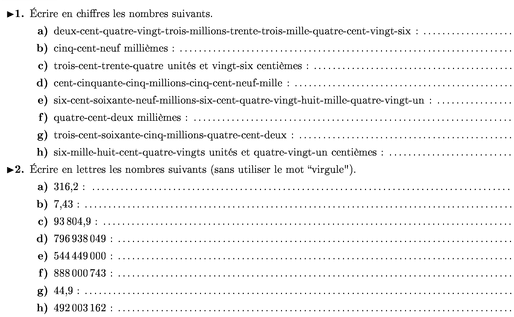 ▶1. Écrire en chiffres les nombres suivants.
a) deux-cent-quatre-vingt-trois-millions-trente-trois-mille-quatre-cent-vingt-six : ................
b) cinq-cent-neuf millièmes : ................
c) trois-cent-trente-quatre unités et vingt-six centièmes : ................
d) cent-cinquante-cinq-millions-cinq-cent-neuf-mille : ................
e) six-cent-soixante-neuf-millions-six-cent-quatre-vingt-huit-mille-quatre-vingt-un : ................
f) quatre-cent-deux millièmes : ................
g) trois-cent-soixante-cinq-millions-quatre-cent-deux : ................
h) six-mille-huit-cent-quatre-vingts unités et quatre-vingt-un centièmes : ................
▶2. Écrire en lettres les nombres suivants (sans utiliser le mot “virgule").
a) 316,2 : ................
b) 7,43 : ................
c) 93 804,9 : ................
d) 796 938 049 : ................
e) 544 449 000 : ................
f) 888 000 743 : ................
g) 44,9 : ................
h) 492 003 162 : ................